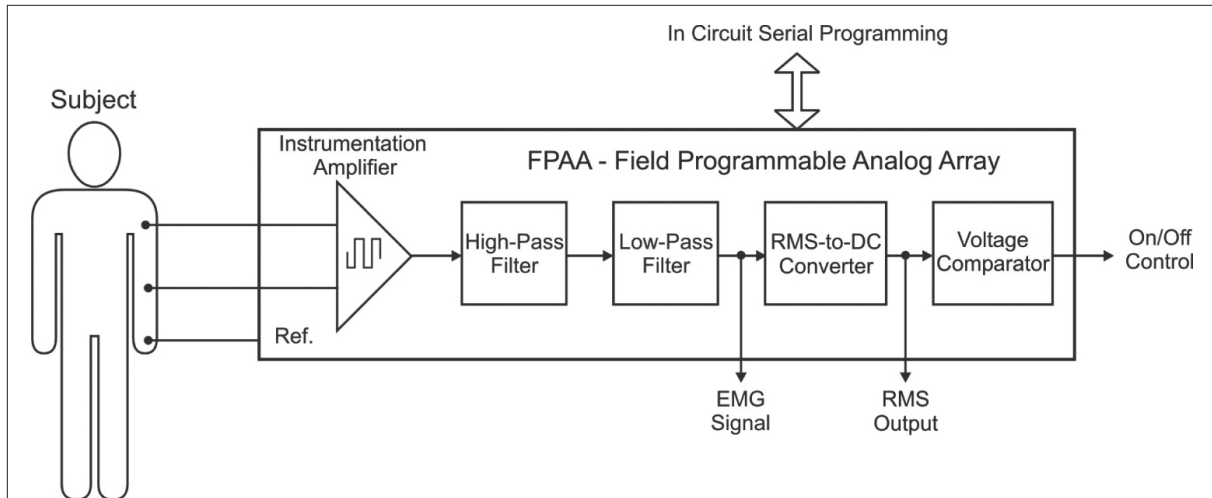 In Circuit Serial Programming
Subject
Instrumentation
Amplifier
FPAA - Field Programmable Analog Array
High-Pass
Filter
Low-Pass
Filter
RMS-to-DC
Converter
Voltage
Comparator
On/Off
Control
Ref.
EMG
Signal
RMS
Output